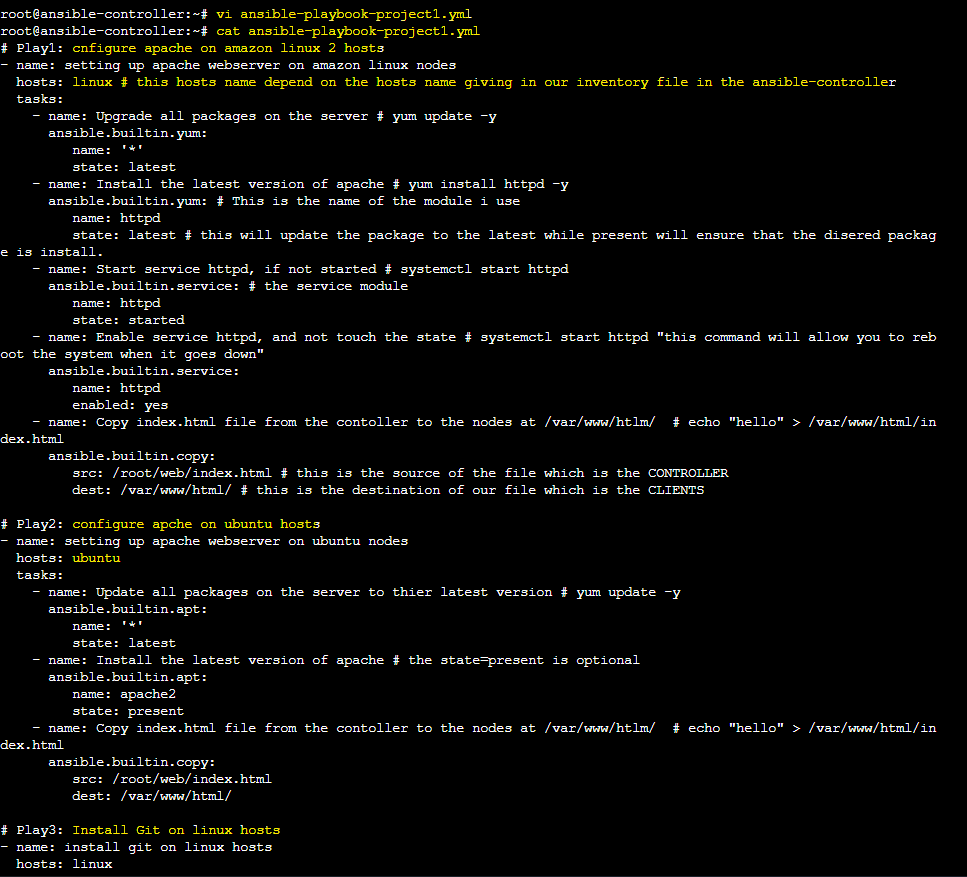 root@ansible-controller:~# vi ansible-playbook-project1.yml
root@ansible-controller:~# cat ansible-playbook-project1.yml
# Play1: cnfigure apache on amazon linux 2 hosts
- name: setting up apache webserver on amazon linux nodes
  hosts: linux # this hosts name depend on the hosts name giving in our inventory file in the ansible-controller
  tasks:
    - name: Upgrade all packages on the server # yum update -y
      ansible.builtin.yum:
         name: '*'
         state: latest
    - name: Install the latest version of apache # yum install httpd -y
      ansible.builtin.yum: # This is the name of the module i use
         name: httpd
         state: latest # this will update the package to the latest while present will ensure that the disered packag
e is install.
    - name: Start service httpd, if not started # systemctl start httpd
      ansible.builtin.service: # the service module
         name: httpd
         state: started
    - name: Enable service httpd, and not touch the state # systemctl start httpd "this command will allow you to reb
oot the system when it goes down"
      ansible.builtin.service:
         name: httpd
         enabled: yes
    - name: Copy index.html file from the contoller to the nodes at /var/www/htlm/  # echo "hello" > /var/www/html/in
dex.html
      ansible.builtin.copy:
         src: /root/web/index.html # this is the source of the file which is the CONTROLLER
         dest: /var/www/html/ # this is the destination of our file which is the CLIENTS

# Play2: configure apche on ubuntu hosts
- name: setting up apache webserver on ubuntu nodes
  hosts: ubuntu
  tasks:
    - name: Update all packages on the server to thier latest version # yum update -y
      ansible.builtin.apt:
         name: '*'
         state: latest
    - name: Install the latest version of apache # the state=present is optional
      ansible.builtin.apt:
         name: apache2
         state: present
    - name: Copy index.html file from the contoller to the nodes at /var/www/htlm/  # echo "hello" > /var/www/html/in
dex.html
      ansible.builtin.copy:
         src: /root/web/index.html
         dest: /var/www/html/

# Play3: Install Git on linux hosts
- name: install git on linux hosts
  hosts: linux